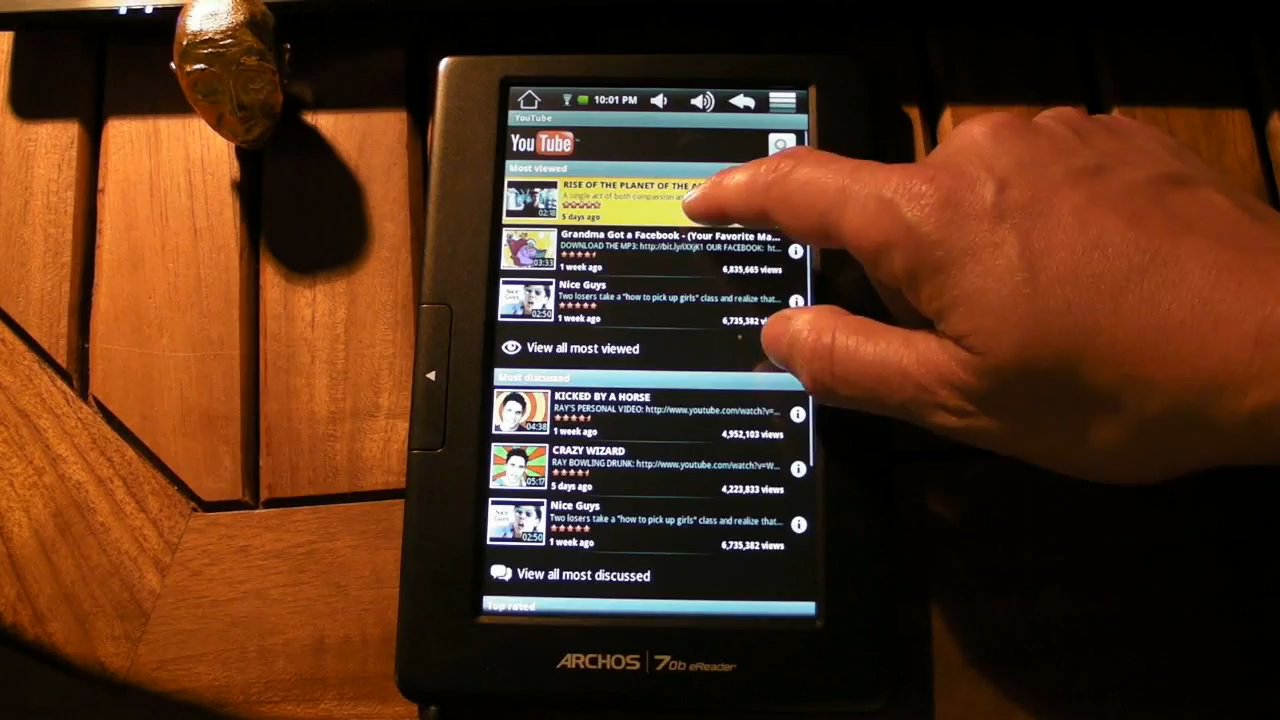 10:01 PM
YouTube
YouTube
Most viewed
RISE OF THE PLANET OF THE A
A single act of both compassion an
02:18
5 days ago
Grandma Got a Facebook - (Your Favorite Ma...
DOWNLOAD THE MP3: http://bit.ly/iXXjK1 OUR FACEBOOK: ht...
03:33
1 week ago 6,835,665 views
Nice Guys
Two losers take a "how to pick up girls" class and realize that...
Nice Guys
02:50
1 week ago 6,735,382 vi
View all most viewed
Most discussed
KICKED BY A HORSE
RAY'S PERSONAL VIDEO: http://www.youtube.com/watch?v=...
04:38
1 week ago 4,952,103 views
CRAZY WIZARD
RAY BOWLING DRUNK: http://www.youtube.com/watch?v=W...
05:17
5 days ago 4,223,833 views
Nice Guys
Two losers take a "how to pick up girls" class and realize that...
Nice Guys
02:50
1 week ago 6,735,382 views
View all most discussed
Top rated
ARCHOS 70b eReader